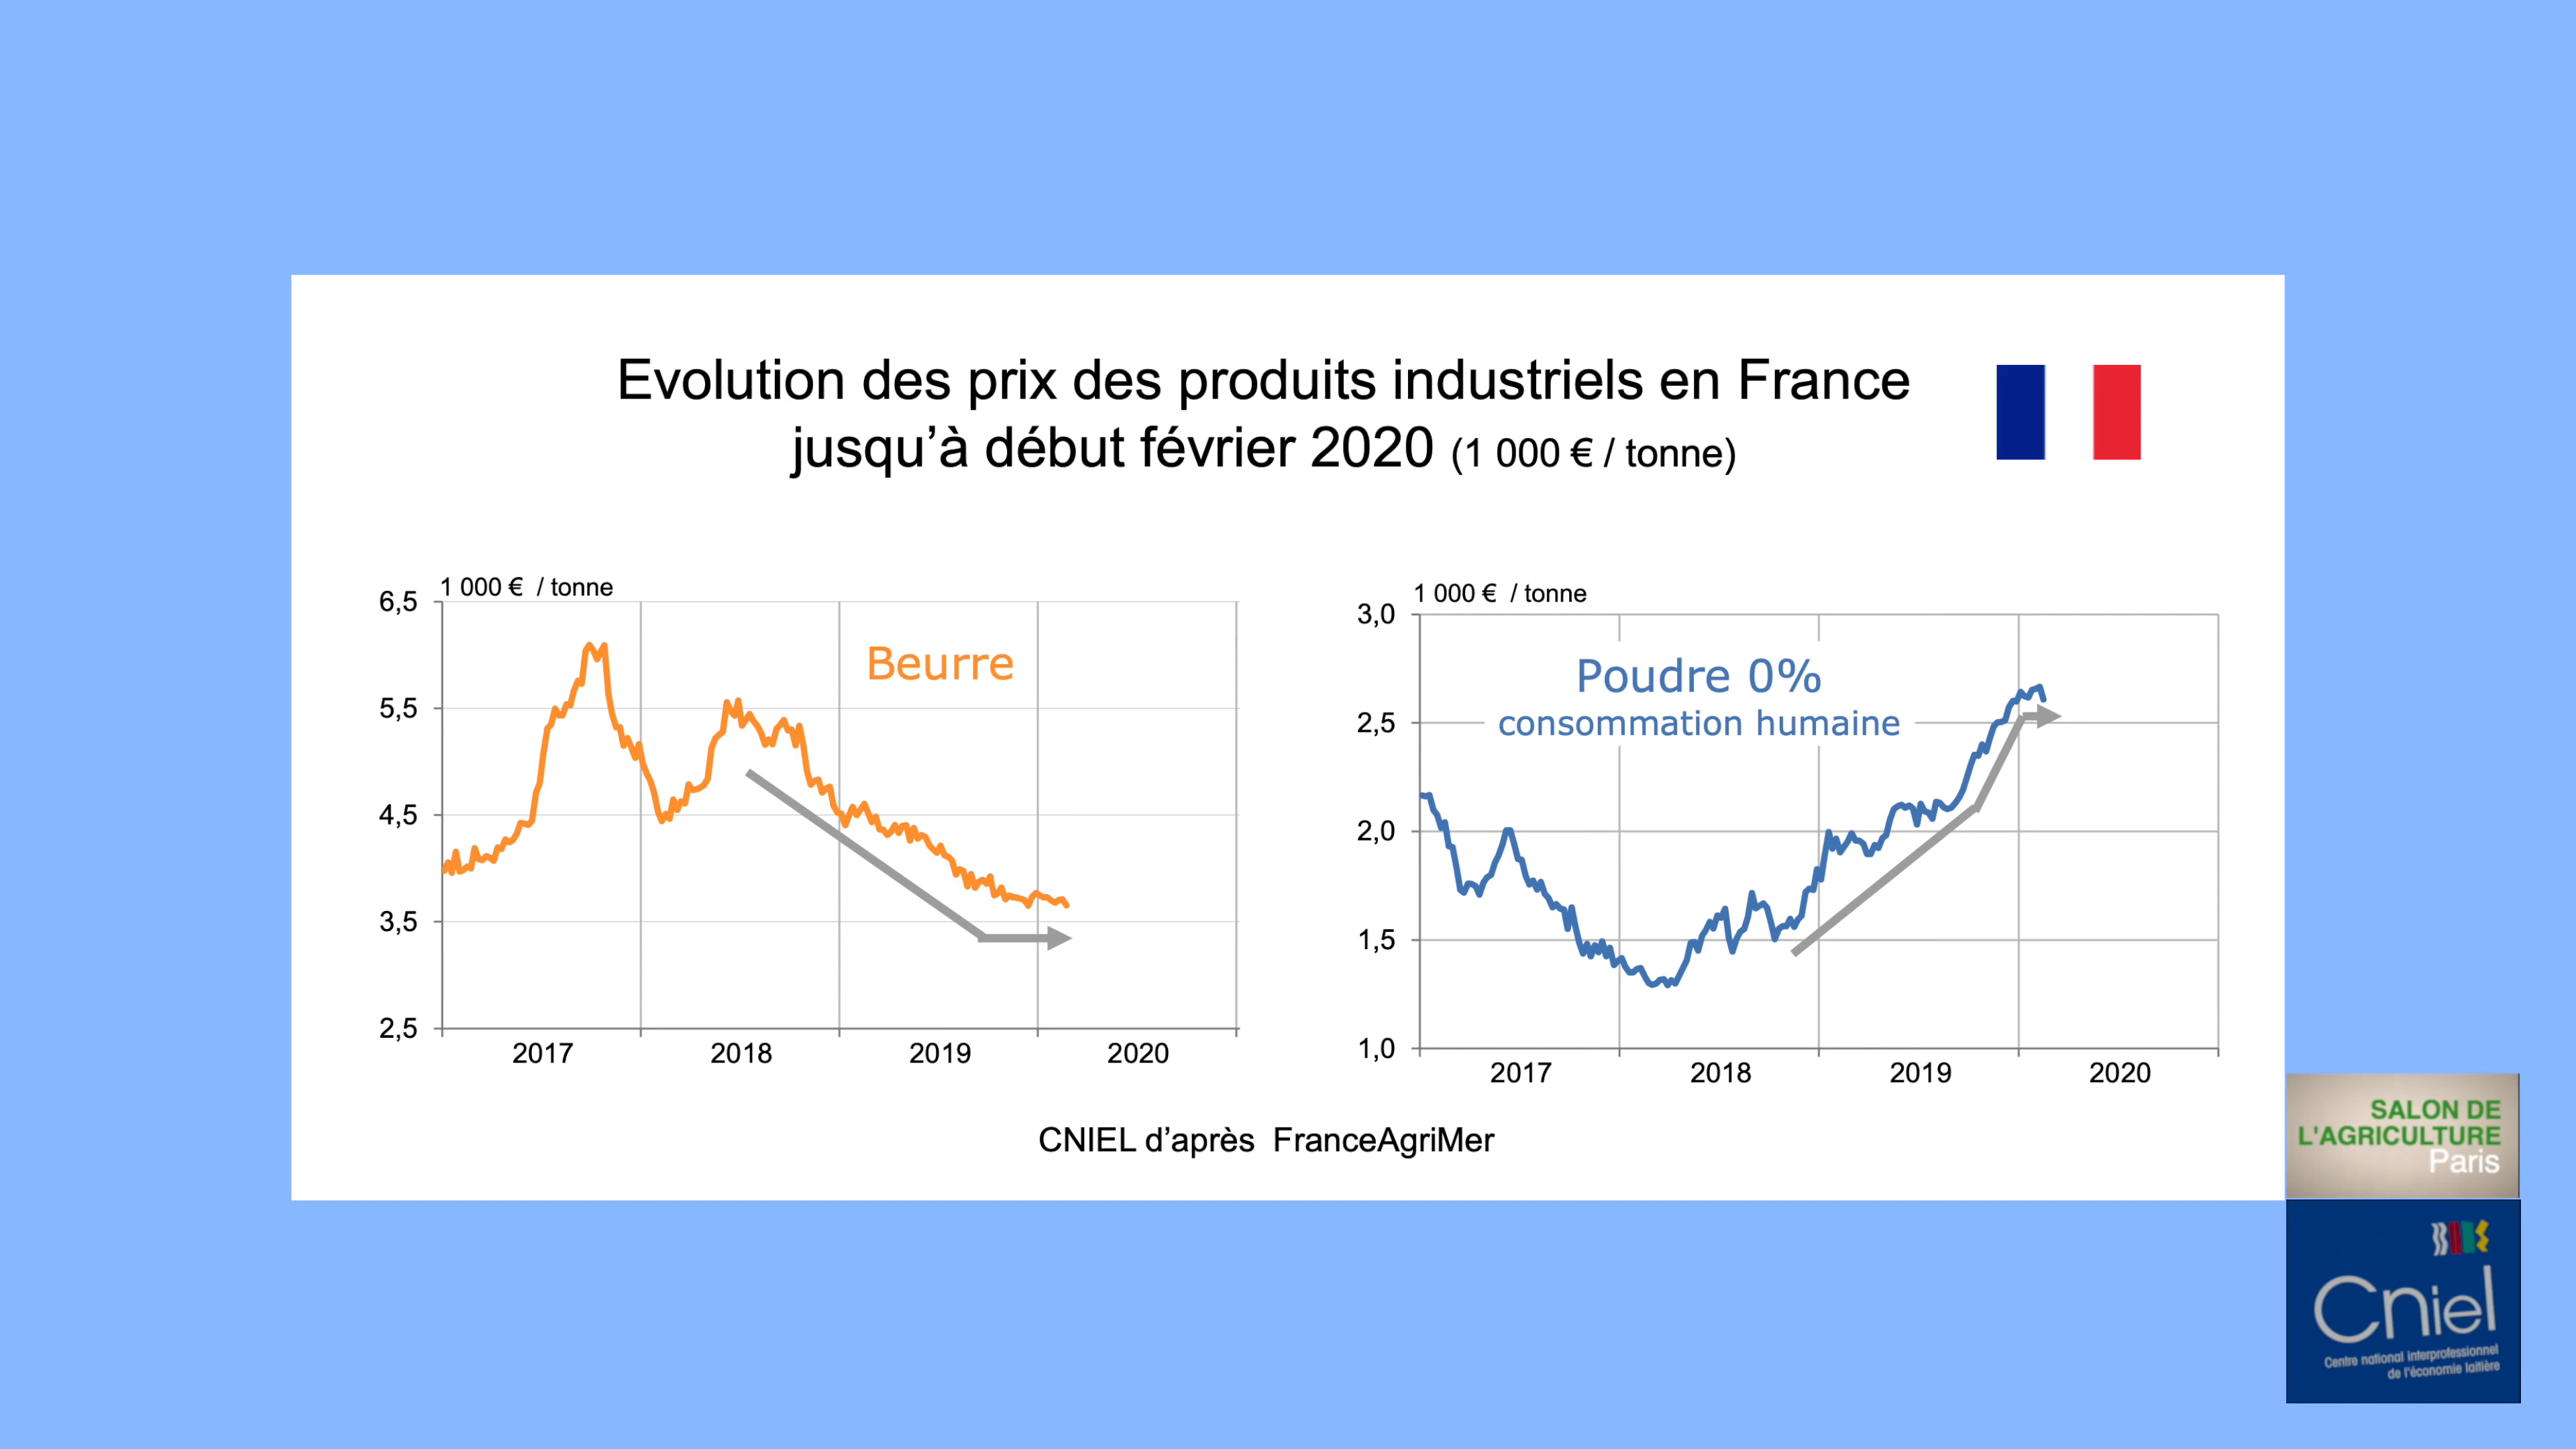 Evolution des prix des produits industriels en France
jusqu’à début février 2020 (1 000 € / tonne)
1 000 € / tonne
6,5
5,5
4,5
3,5
2,5
Beurre
2017
2018
2019
2020
1 000 € / tonne
3,0
2,5
2,0
1,5
1,0
Poudre 0%
consommation humaine
2017
2018
2019
2020
CNIEL d’après FranceAgriMer
SALON DE
L'AGRICULTURE
Paris
Cniel
Centre national interprofessionnel
de l'économie laitière